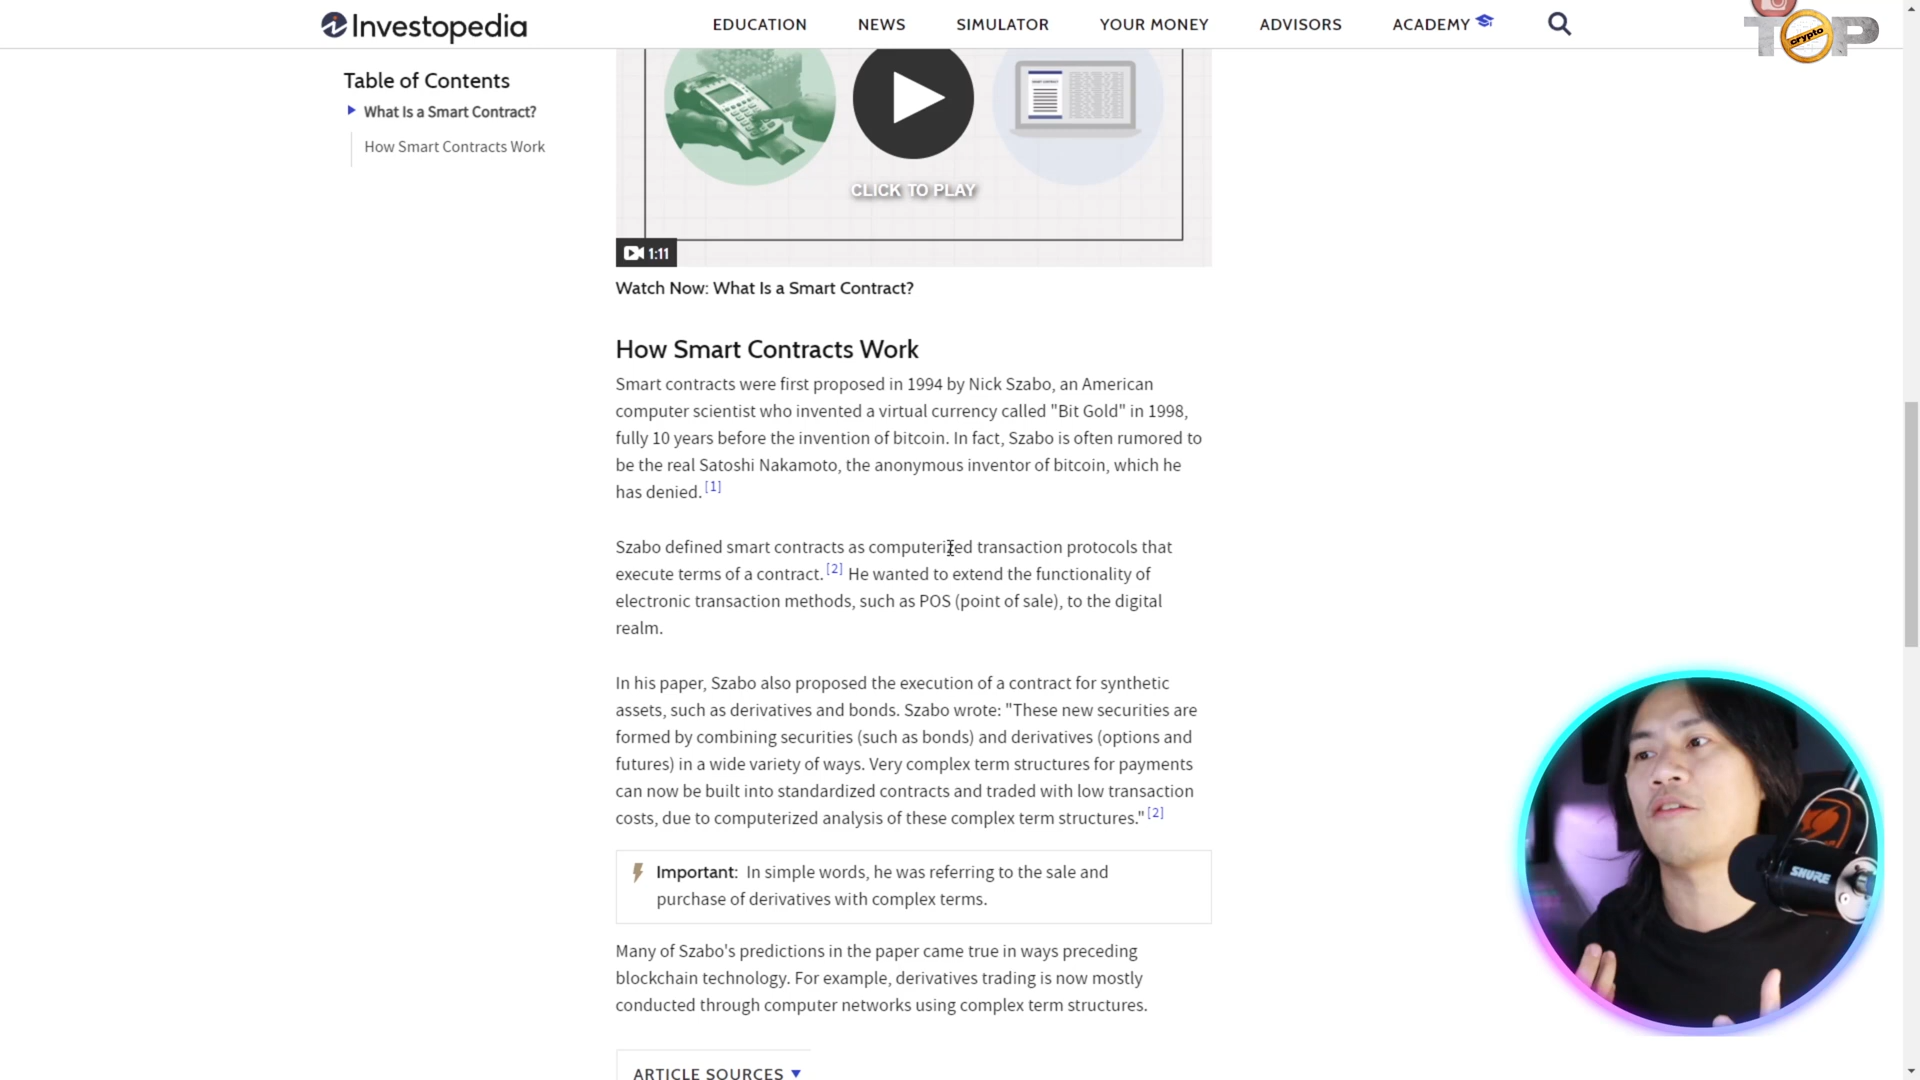 Investopedia
EDUCATION
NEWS
SIMULATOR
YOUR MONEY
ADVISORS
ACADEMY
TOP
crypto
Table of Contents
What Is a Smart Contract?
How Smart Contracts Work
CLICK TO PLAY
1:11
Watch Now: What Is a Smart Contract?
How Smart Contracts Work
Smart contracts were first proposed in 1994 by Nick Szabo, an American
computer scientist who invented a virtual currency called "Bit Gold" in 1998,
fully 10 years before the invention of bitcoin. In fact, Szabo is often rumored to
be the real Satoshi Nakamoto, the anonymous inventor of bitcoin, which he
has denied. [1]
Szabo defined smart contracts as computerized transaction protocols that
execute terms of a contract. [2] He wanted to extend the functionality of
electronic transaction methods, such as POS (point of sale), to the digital
realm.
In his paper, Szabo also proposed the execution of a contract for synthetic
assets, such as derivatives and bonds. Szabo wrote: "These new securities are
formed by combining securities (such as bonds) and derivatives (options and
futures) in a wide variety of ways. Very complex term structures for payments
can now be built into standardized contracts and traded with low transaction
costs, due to computerized analysis of these complex term structures." [2]
Important: In simple words, he was referring to the sale and
purchase of derivatives with complex terms.
Many of Szabo's predictions in the paper came true in ways preceding
blockchain technology. For example, derivatives trading is now mostly
conducted through computer networks using complex term structures.
ARTICLE SOURCES
SHURE